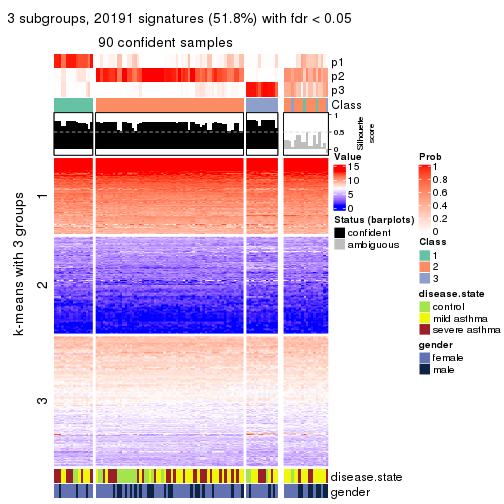 3 subgroups, 20191 signatures (51.8%) with fdr < 0.05
90 confident samples
p1
p2
p3
Class
1
0.5
0
Silhouette
score
k-means with 3 groups
1
2
3
disease.state
gender
Value
15
10
5
0
Status (barplots)
confident
ambiguous
Prob
1
0.8
0.6
0.4
0.2
0
Class
1
2
3
disease.state
control
mild asthma
severe asthma
gender
female
male